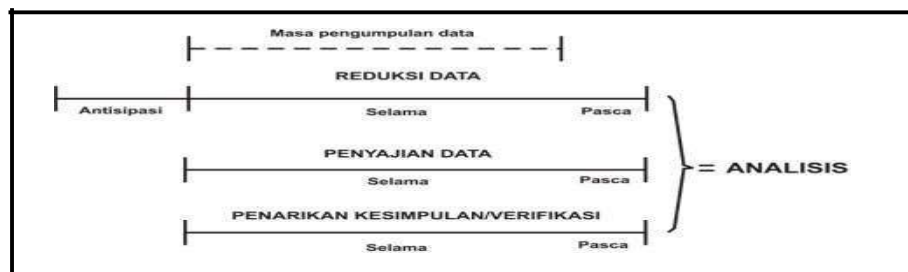 Masa pengumpulan data
REDUKSI DATA
Antisipasi Selama Pasca
PENYAJIAN DATA
= ANALISIS
Selama Pasca
PENARIKAN KESIMPULAN/VERIFIKASI
Selama Pasca